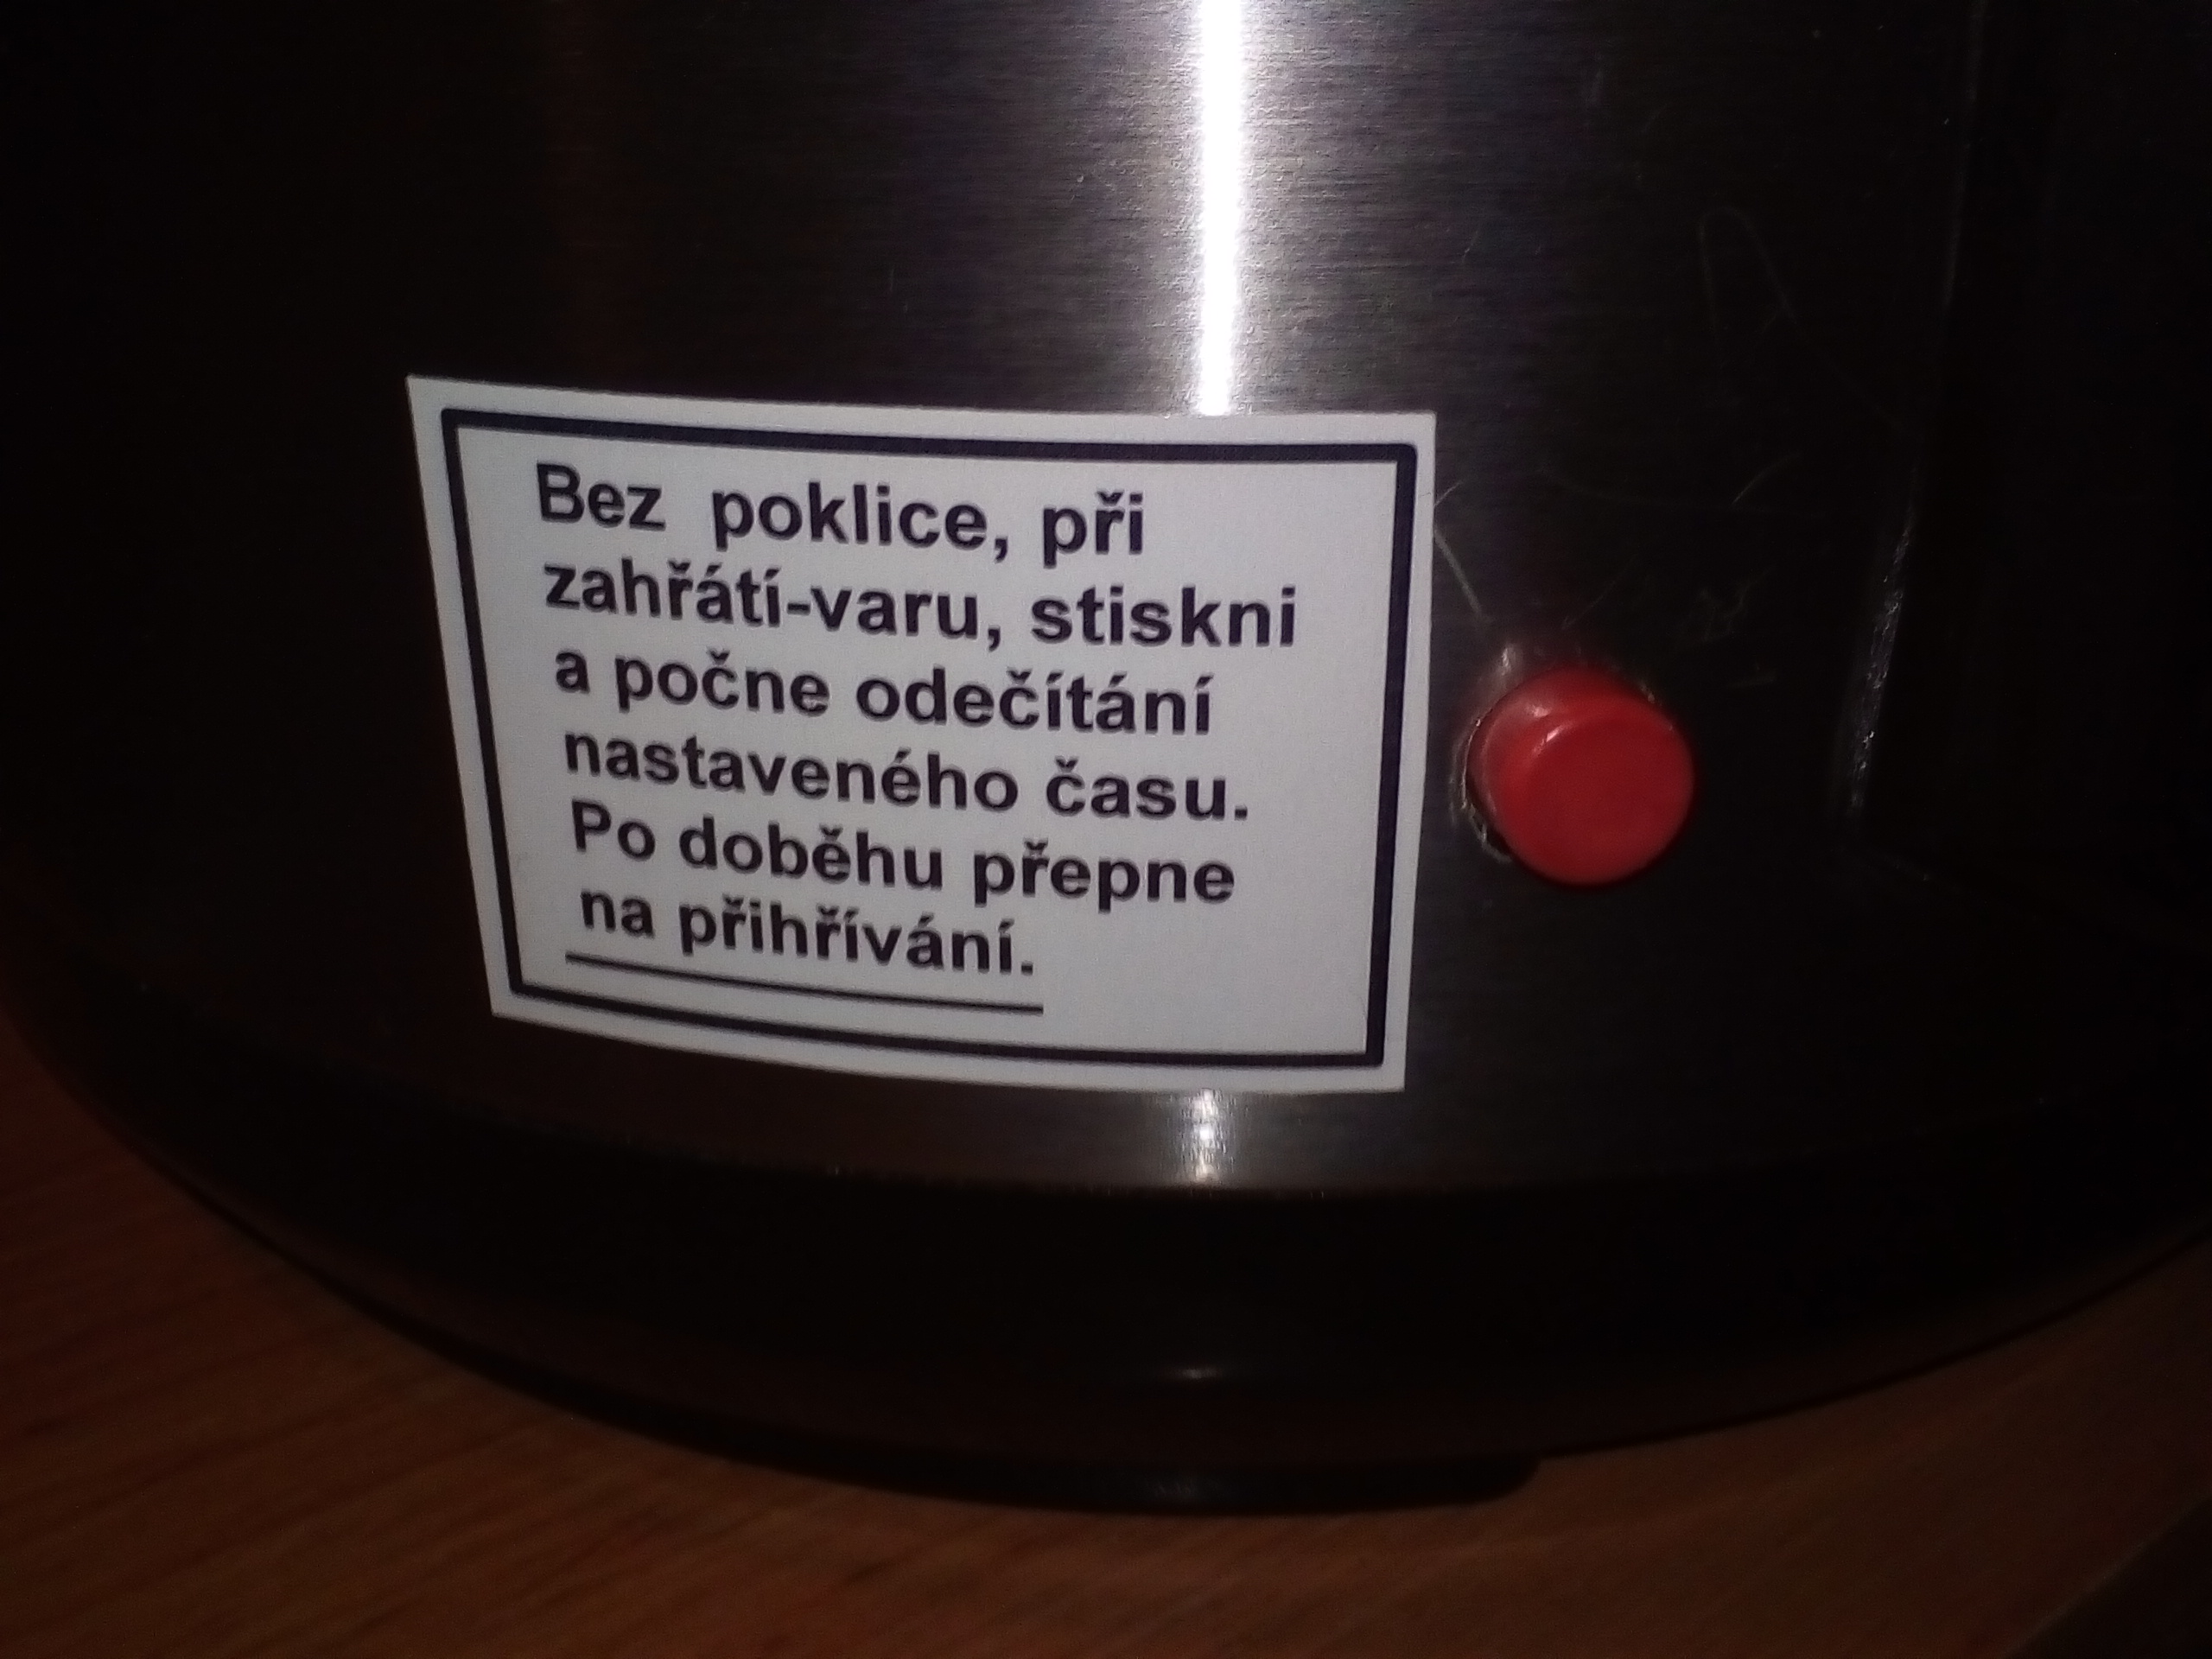 Bez poklice, při
zahřátí-varu, stiskni
a počne odečítání
nastaveného času.
Po doběhu přepne
na přihřívání.